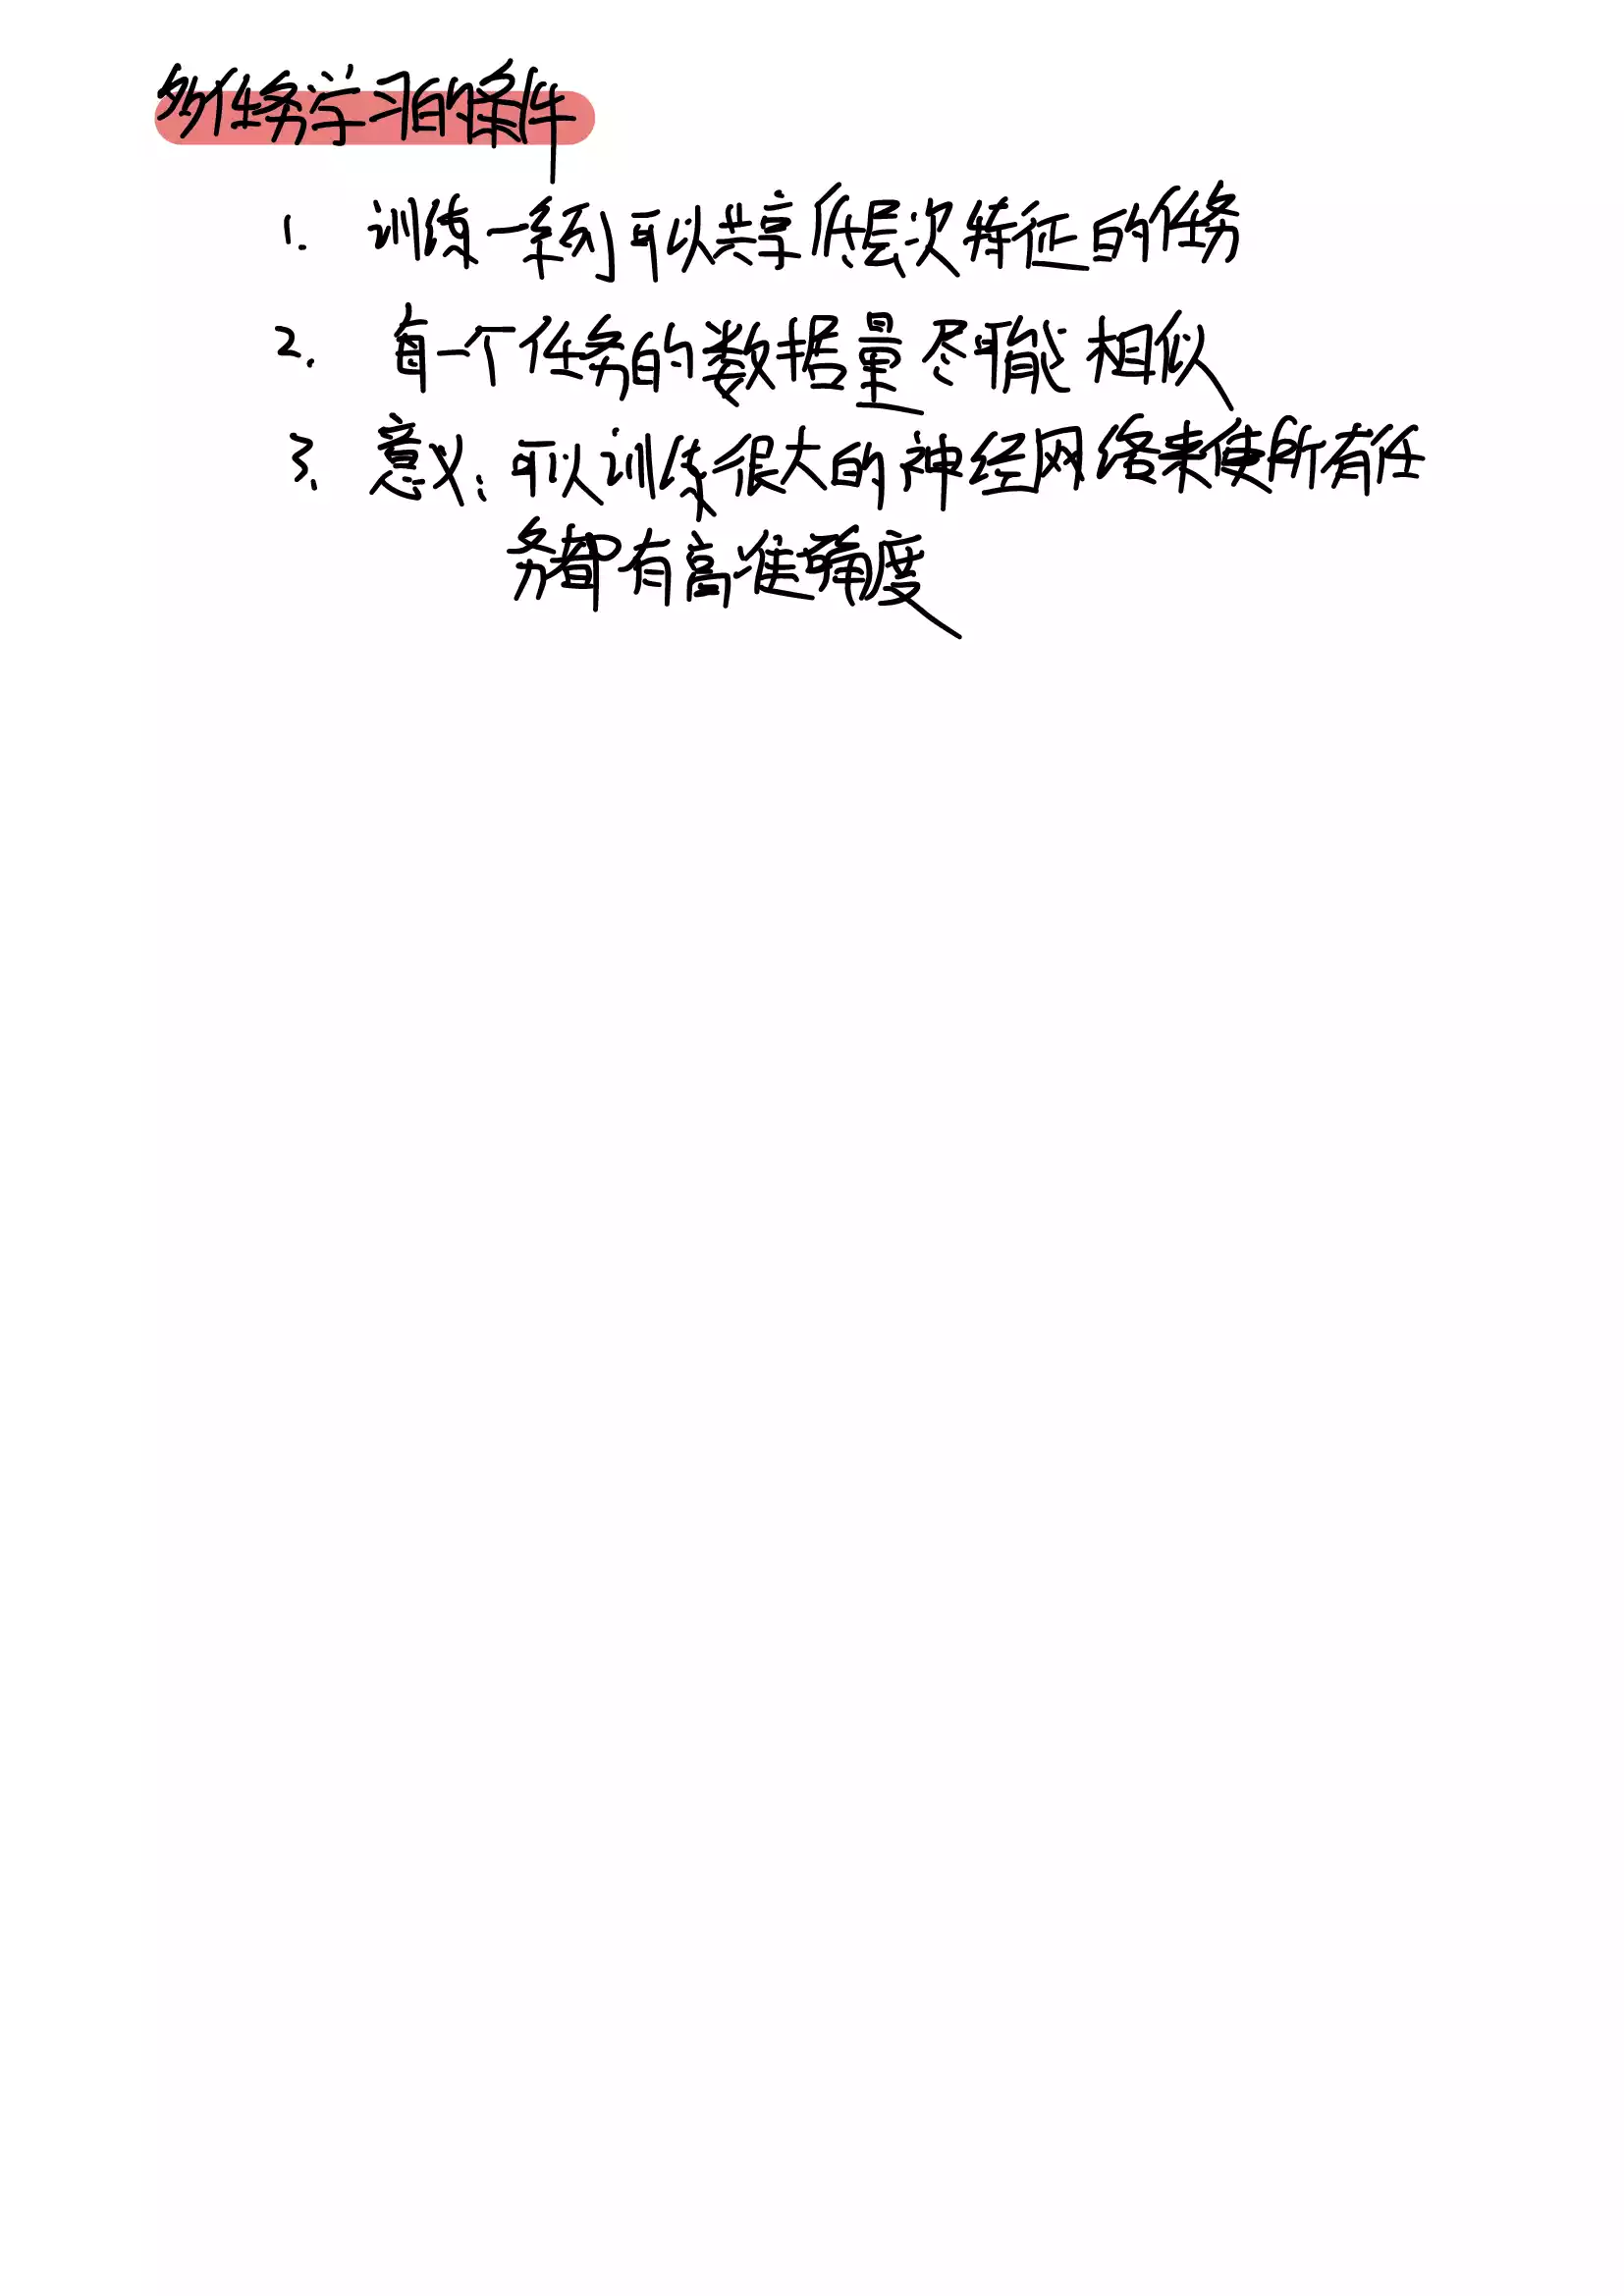 多任务学习的条件
1. 训练一系列可以共享低层次特征的任务
2. 每一个任务的数据量尽可能相似
3. 意义: 可以训练很大的神经网络来使所有任
务都有高准确度